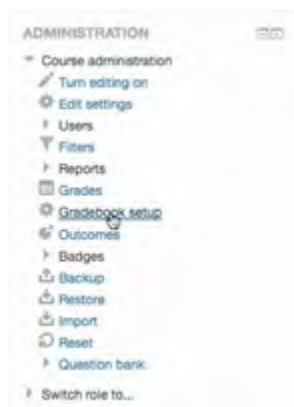 ADMINISTRATION
Course administration
Turn editing on
Edit settings
Users
Filters
Reports
Grades
Gradebook setup
Outcomes
Badges
Backup
Restore
Import
Reset
Question bank
Switch role to...